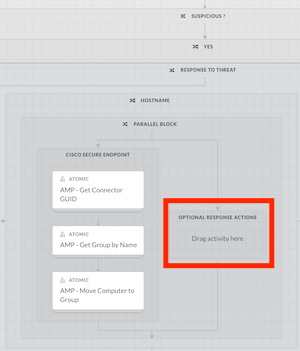 SUSPICIOUS ?
YES
RESPONSE TO THREAT
HOSTNAME
PARALLEL BLOCK
CISCO SECURE ENDPOINT
ATOMIC
AMP - Get Connector
GUID
ATOMIC
AMP - Get Group by Name
ATOMIC
AMP - Move Computer to
Group
OPTIONAL RESPONSE ACTIONS
Drag activity here